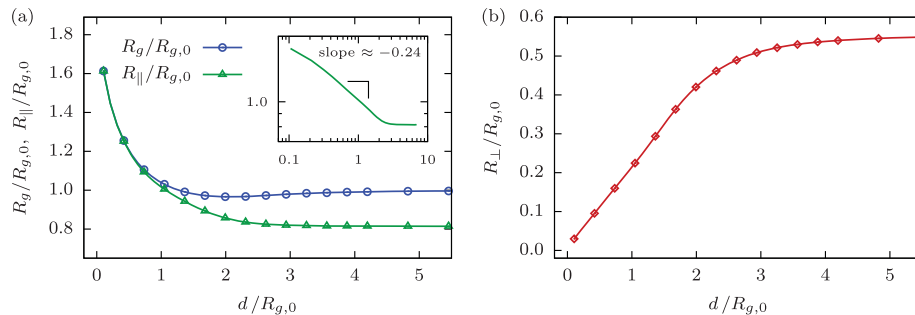 (a)
R_g/R_{g,0}, R_∥/R_{g,0}
1.8
1.6
1.4
1.2
1.0
0.8
R_g/R_{g,0}
R_∥/R_{g,0}
slope ≈ −0.24
1.0
0.1 1 10
0 1 2 3 4 5
d/R_{g,0}
(b)
R_⊥/R_{g,0}
0.6
0.5
0.4
0.3
0.2
0.1
0.0
0 1 2 3 4 5
d/R_{g,0}